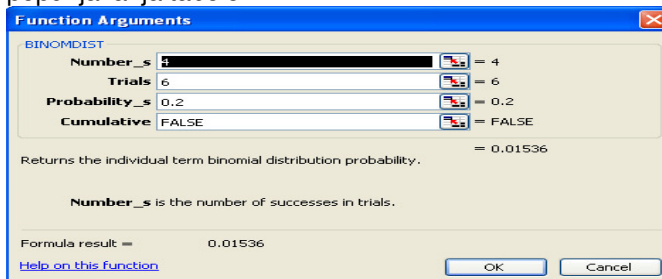 Function Arguments
BINOMDIST
Number_s 4 = 4
Trials 6 = 6
Probability_s 0.2 = 0.2
Cumulative FALSE = FALSE
= 0.01536
Returns the individual term binomial distribution probability.
Number_s is the number of successes in trials.
Formula result = 0.01536
Help on this function OK Cancel